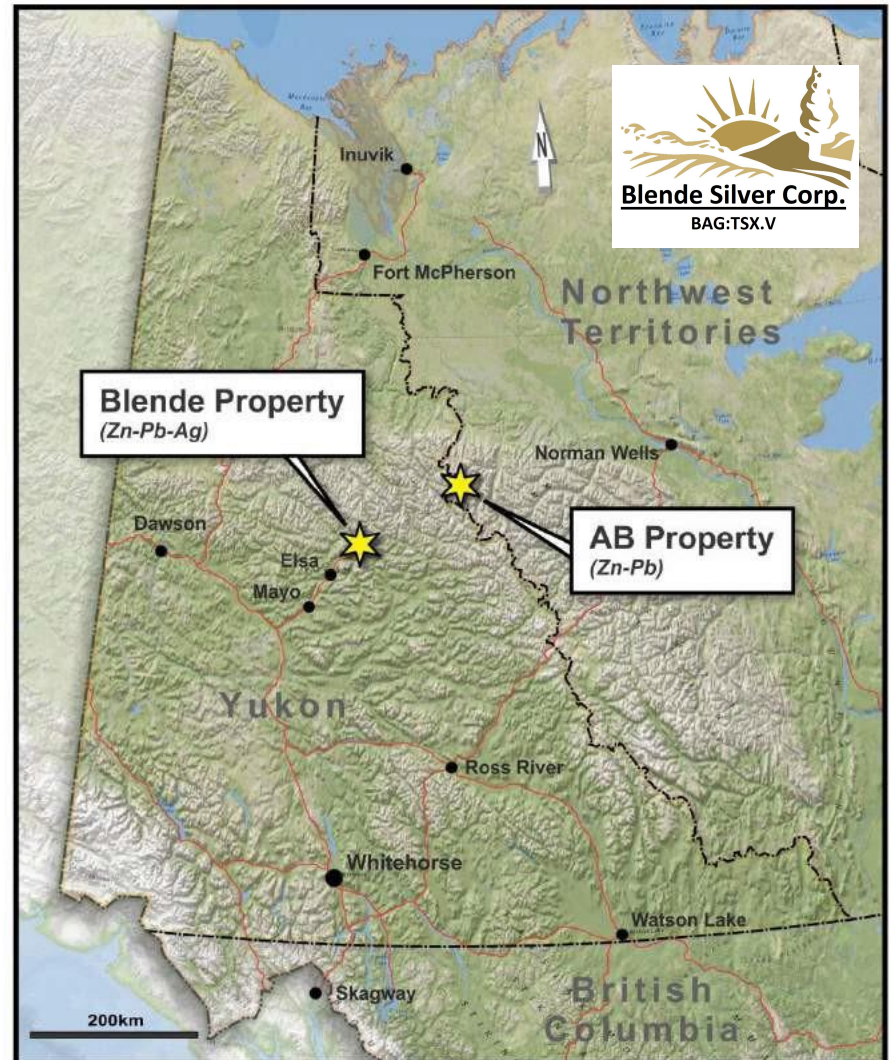 Inuvik
N
Blende Silver Corp.
BAG:TSX.V
Fort McPherson
Northwest
Territories
Blende Property
(Zn-Pb-Ag)
Norman Wells
Dawson
AB Property
(Zn-Pb)
Elsa
Mayo
Yukon
Ross River
Whitehorse
Watson Lake
Skagway
British
Columbia
200km